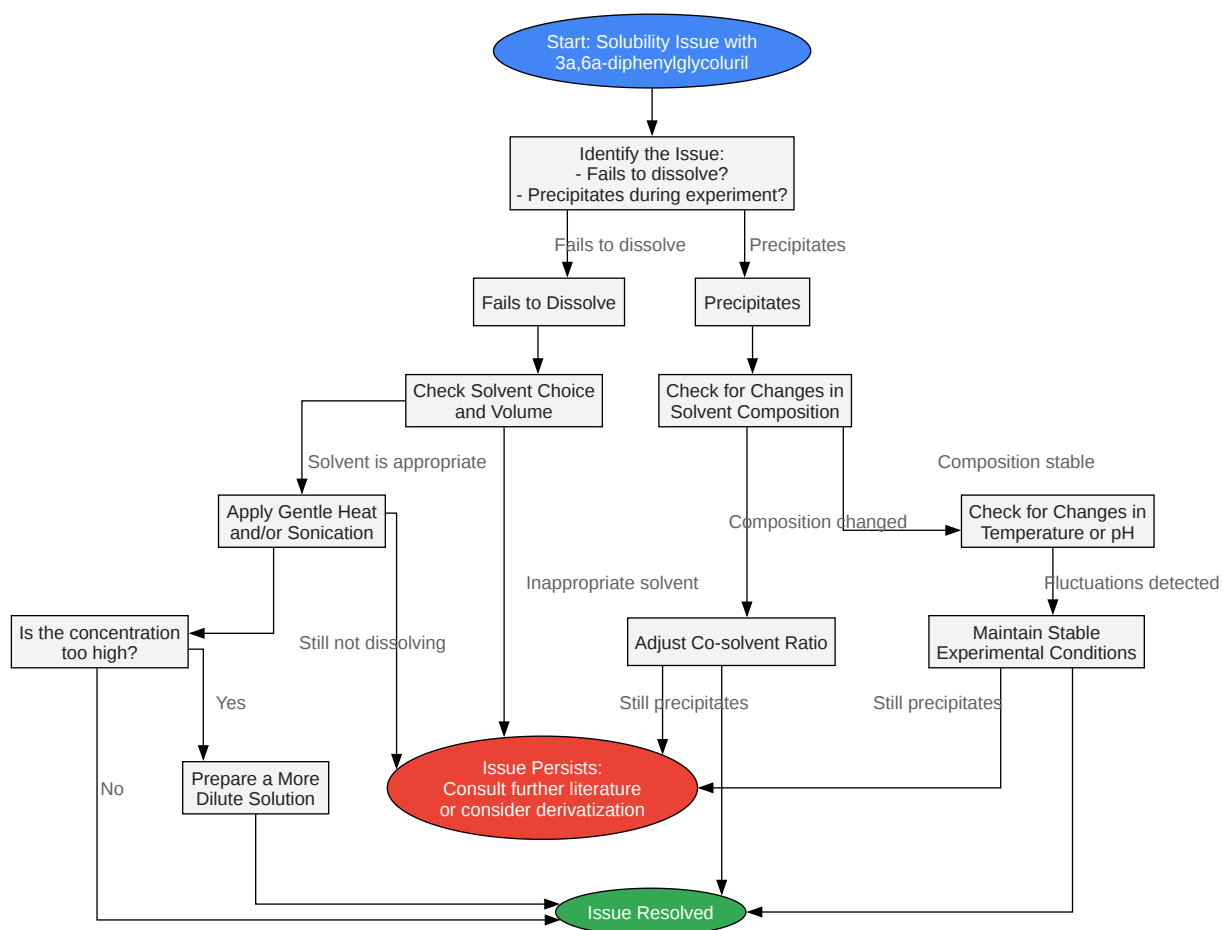 Start: Solubility Issue with
3a,6a-diphenylglycoluril
Identify the Issue:
- Fails to dissolve?
- Precipitates during experiment?
Fails to dissolve
Precipitates
Fails to Dissolve
Precipitates
Check Solvent Choice
and Volume
Check for Changes in
Solvent Composition
Solvent is appropriate
Composition stable
Apply Gentle Heat
and/or Sonication
Composition changed
Check for Changes in
Temperature or pH
Inappropriate solvent
Fluctuations detected
Is the concentration
too high?
Still not dissolving
Adjust Co-solvent Ratio
Maintain Stable
Experimental Conditions
Yes
Still precipitates
Still precipitates
No
Prepare a More
Dilute Solution
Issue Persists:
Consult further literature
or consider derivatization
Issue Resolved